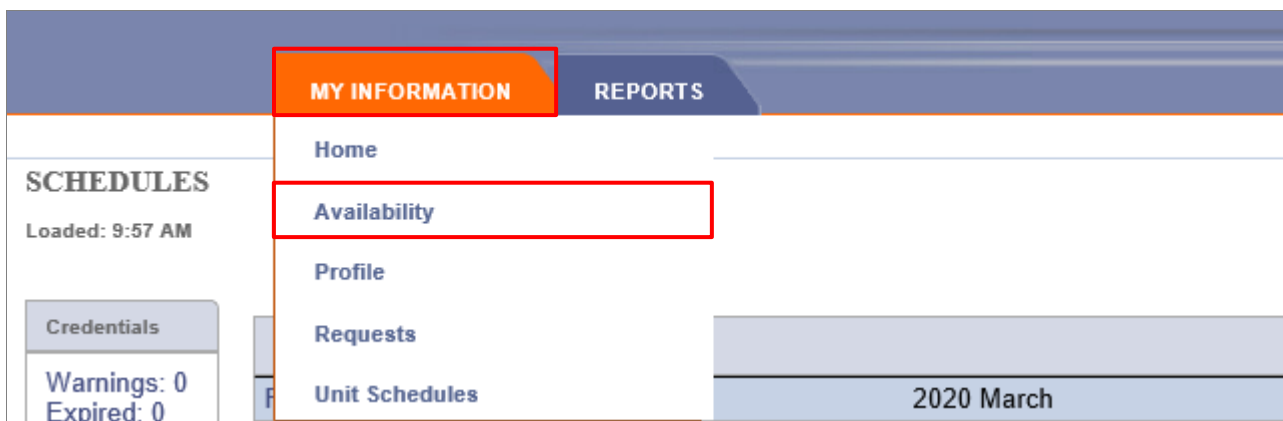 MY INFORMATION REPORTS
Home
SCHEDULES
Availability
Loaded: 9:57 AM
Profile
Credentials
Requests
Warnings: 0
Unit Schedules
2020 March
Expired: 0